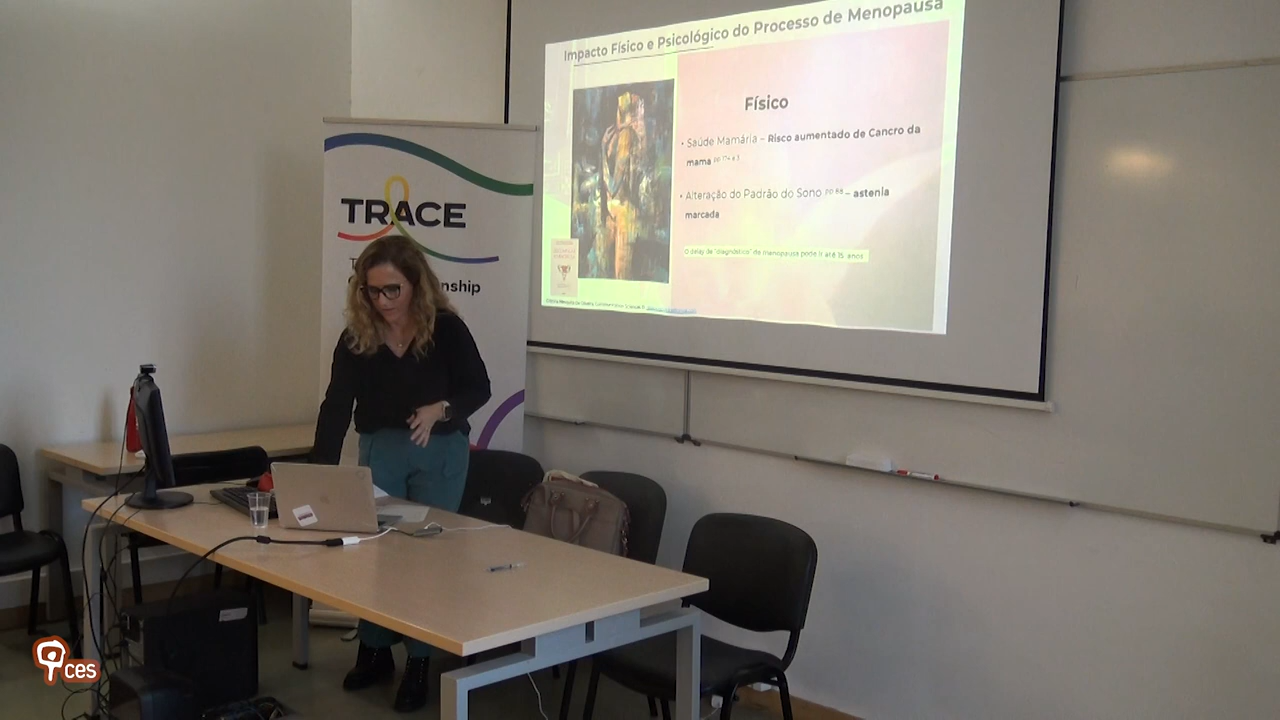 Impacto Físico e Psicológico do Processo de Menopausa
Físico
• Saúde Mamária – Risco aumentado de Cancro da
mama
• Alteração do Padrão do Sono – astenia
marcada
O delay de "diagnóstico" de menopausa pode ir até 15 anos
TRACE
nship
ces